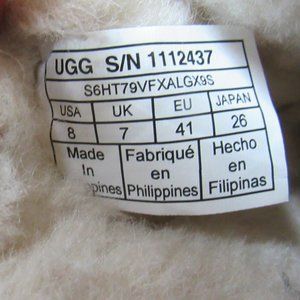 UGG S/N 1112437
S6HT79VFXALGX9S
USA UK EU JAPAN
8 7 41 26
Made Fabriqué Hecho
In en en
Philippines Filipinas